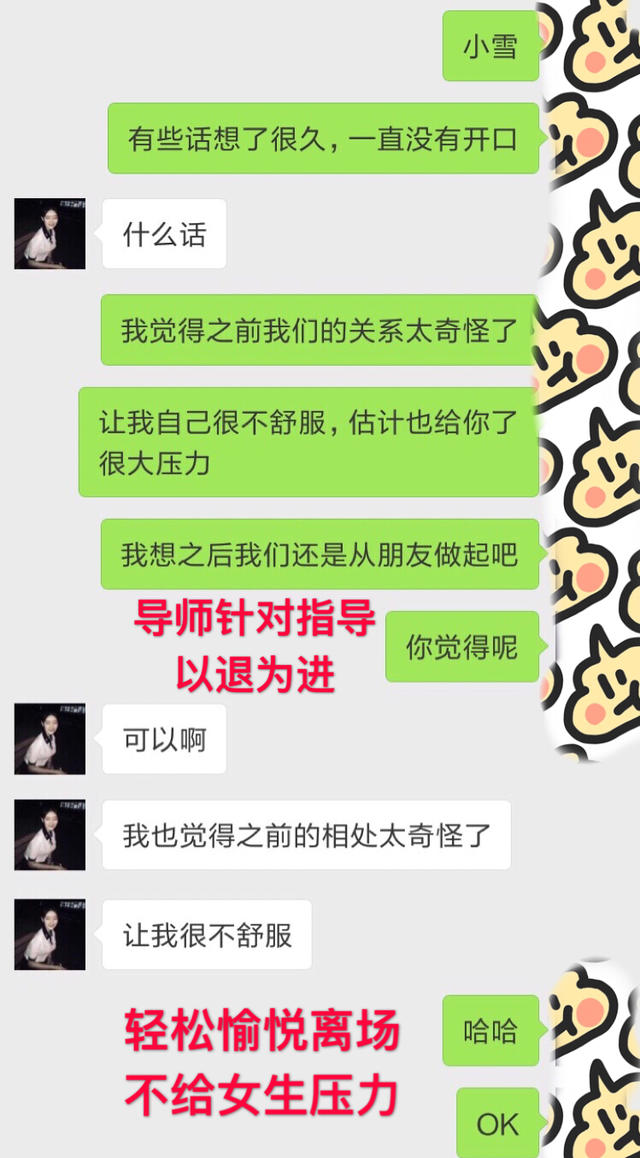 小雪
有些话想了很久，一直没有开口
什么话
我觉得之前我们的关系太奇怪了
让我自己很不舒服，估计也给你了
很大压力
我想之后我们还是从朋友做起吧
导师针对指导
以退为进
你觉得呢
可以啊
我也觉得之前的相处太奇怪了
让我很不舒服
轻松愉悦离场
不给女生压力
哈哈
OK